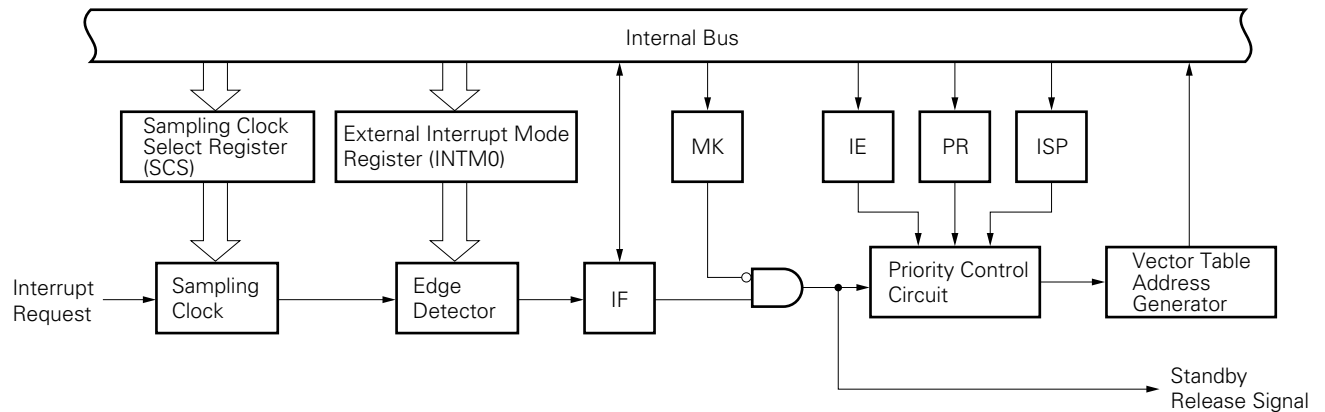 Internal Bus
Sampling Clock
Select Register
(SCS)
External Interrupt Mode
Register (INTM0)
MK
IE
PR
ISP
Interrupt
Request
Sampling
Clock
Edge
Detector
IF
Priority Control
Circuit
Vector Table
Address
Generator
Standby
Release Signal